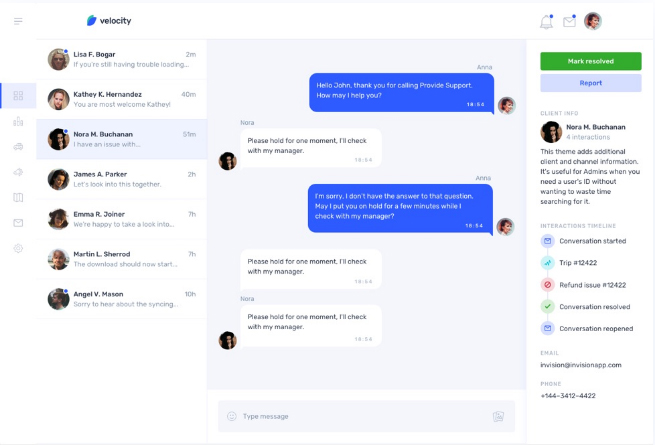 velocity
Lisa F. Bogar 2m
If you're still having trouble loading...
Kathey K. Hernandez 40m
You are most welcome Kathey!
Nora M. Buchanan 51m
I have an issue with...
James A. Parker 2h
Let's look into this together.
Emma R. Joiner 7h
We're happy to take a look into...
Martin L. Sherrod 7h
The download should now start...
Angel V. Mason 10h
Sorry to hear about the syncing...
Anna
Hello John, thank you for calling Provide Support.
How may I help you?
18:54
Nora
Please hold for one moment, I'll check
with my manager.
18:54
Anna
I'm sorry, I don't have the answer to that question.
May I put you on hold for a few minutes while I
check with my manager?
18:54
Please hold for one moment, I'll check
with my manager.
18:54
Nora
Please hold for one moment, I'll check
with my manager.
18:54
Type message
Mark resolved
Report
CLIENT INFO
Nora M. Buchanan
4 interactions
This theme adds additional
client and channel information.
It's useful for Admins when you
need a user's ID without
wanting to waste time
searching for it.
INTERACTIONS TIMELINE
Conversation started
Trip #12422
Refund issue #12422
Conversation resolved
Conversation reopened
EMAIL
invision@invisionapp.com
PHONE
+144-3412-4422